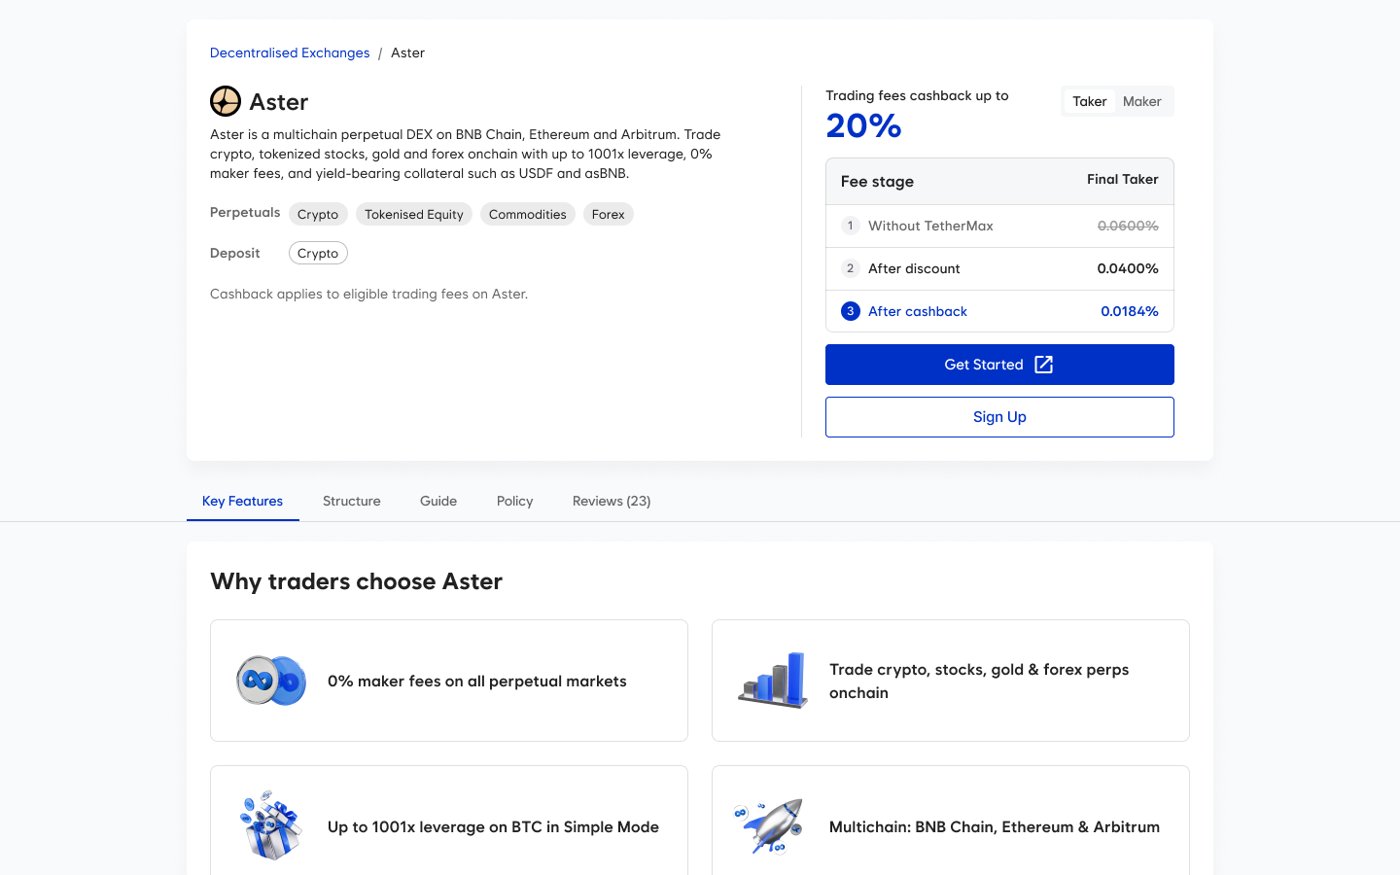 Decentralised Exchanges / Aster
Aster
Aster is a multichain perpetual DEX on BNB Chain, Ethereum and Arbitrum. Trade
crypto, tokenized stocks, gold and forex onchain with up to 1001x leverage, 0%
maker fees, and yield-bearing collateral such as USDF and asBNB.
Perpetuals Crypto Tokenised Equity Commodities Forex
Deposit Crypto
Cashback applies to eligible trading fees on Aster.
Trading fees cashback up to
20%
Taker Maker
Fee stage Final Taker
1 Without TetherMax 0.0600%
2 After discount 0.0400%
3 After cashback 0.0184%
Get Started
Sign Up
Key Features Structure Guide Policy Reviews (23)
Why traders choose Aster
0% maker fees on all perpetual markets
Trade crypto, stocks, gold & forex perps
onchain
Up to 1001x leverage on BTC in Simple Mode
Multichain: BNB Chain, Ethereum & Arbitrum